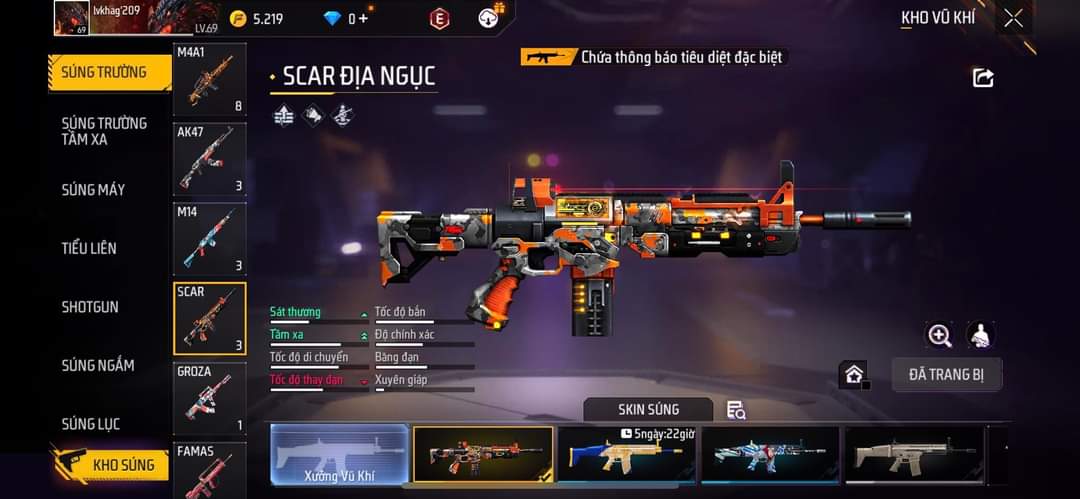 lvkhag'209
69
LV.69
5.219
0+
E
KHO VŨ KHÍ
SÚNG TRƯỜNG
SÚNG TRƯỜNG
TẦM XA
SÚNG MÁY
TIỂU LIÊN
SHOTGUN
SÚNG NGẮM
SÚNG LỤC
KHO SÚNG
M4A1
8
AK47
3
M14
3
SCAR
3
GROZA
1
FAMAS
SCAR ĐỊA NGỤC
Chứa thông báo tiêu diệt đặc biệt
Sát thương
Tốc độ bắn
Tầm xa
Độ chính xác
Tốc độ di chuyển
Băng đạn
Tốc độ thay đạn
Xuyên giáp
ĐÃ TRANG BỊ
SKIN SÚNG
Xưởng Vũ Khí
5ngày:22giờ